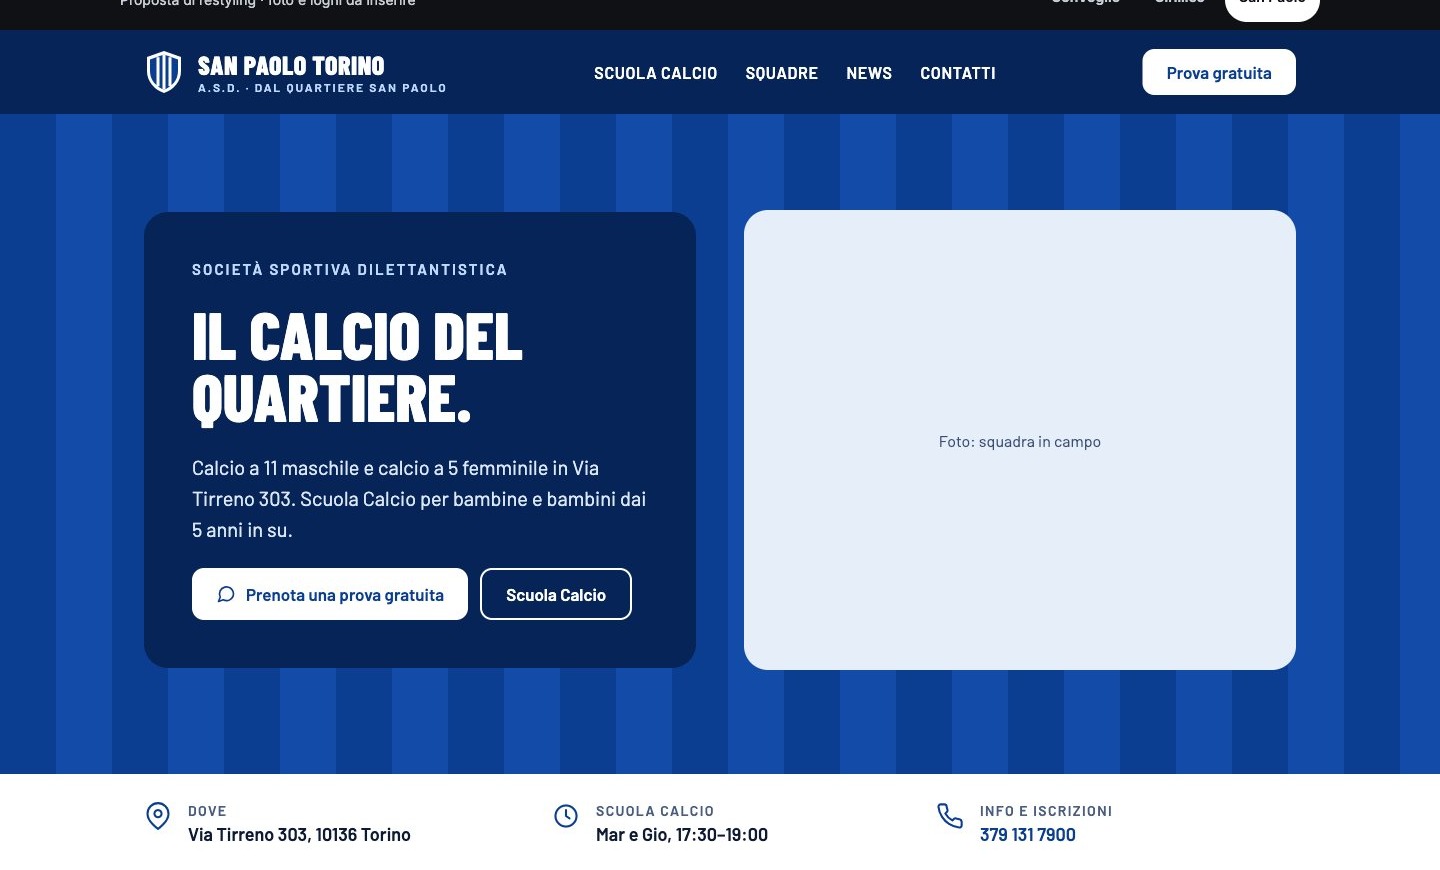 Proposta di restyling · foto e loghi da inserire
Convoglio Sirmiòs San Paolo
SAN PAOLO TORINO
A.S.D. · DAL QUARTIERE SAN PAOLO
SCUOLA CALCIO SQUADRE NEWS CONTATTI
Prova gratuita
SOCIETÀ SPORTIVA DILETTANTISTICA
IL CALCIO DEL
QUARTIERE.
Calcio a 11 maschile e calcio a 5 femminile in Via
Tirreno 303. Scuola Calcio per bambine e bambini dai
5 anni in su.
Prenota una prova gratuita
Scuola Calcio
Foto: squadra in campo
DOVE
Via Tirreno 303, 10136 Torino
SCUOLA CALCIO
Mar e Gio, 17:30–19:00
INFO E ISCRIZIONI
379 131 7900